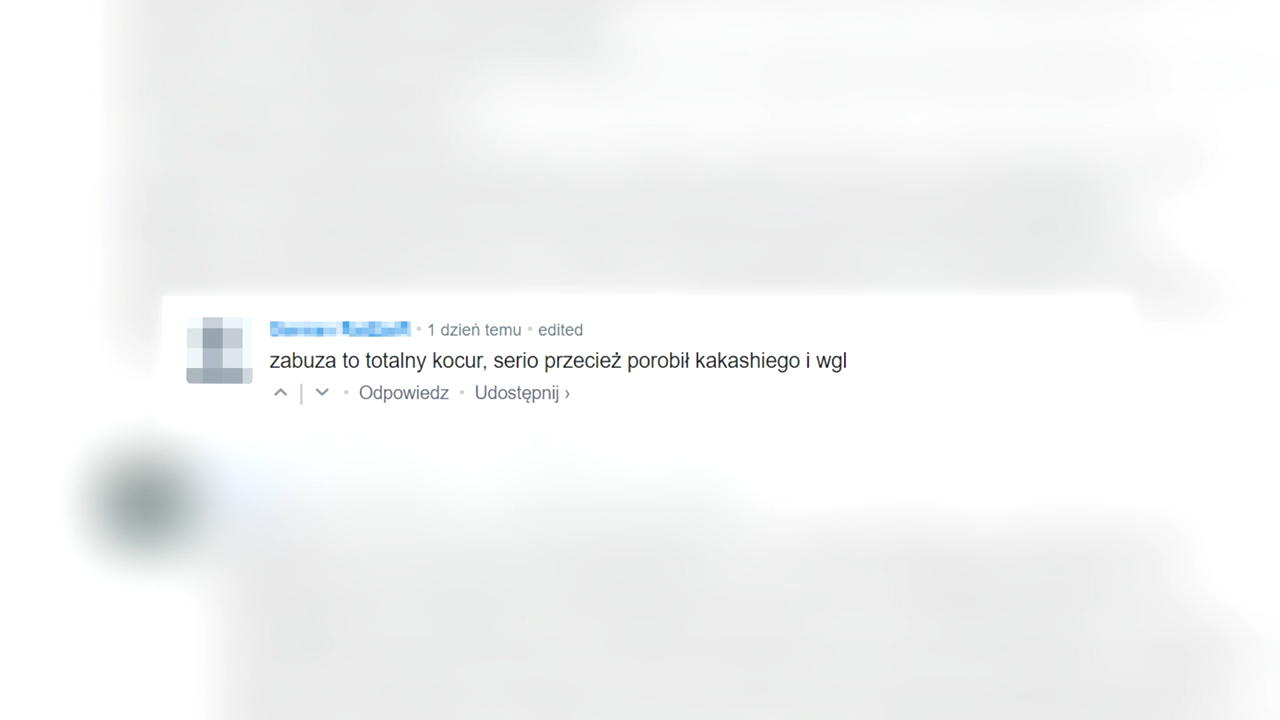 • 1 dzień temu • edited
zabuza to totalny kocur, serio przecież porobił kakashiego i wgl
• Odpowiedz • Udostępnij ›